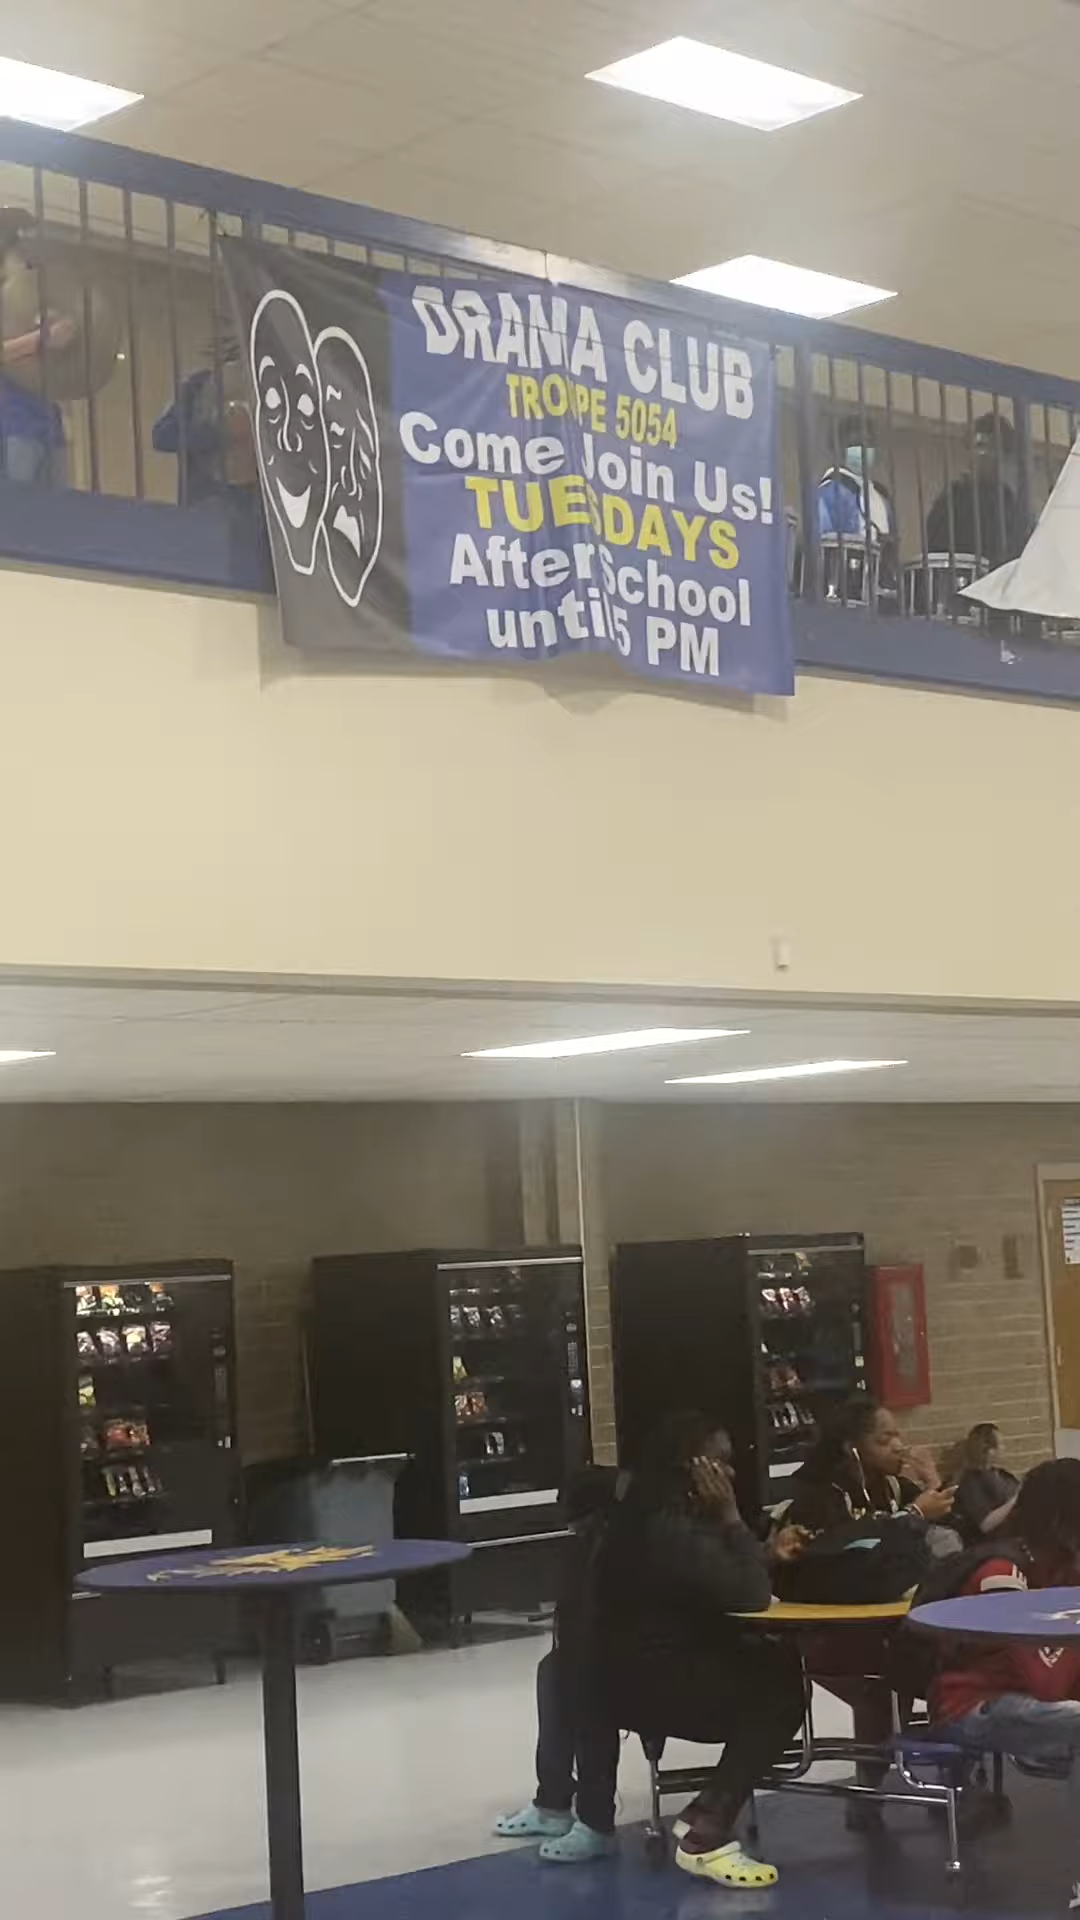 DRAMA CLUB
TROUPE 5054
Come Join Us!
TUESDAYS
After School
until 5 PM